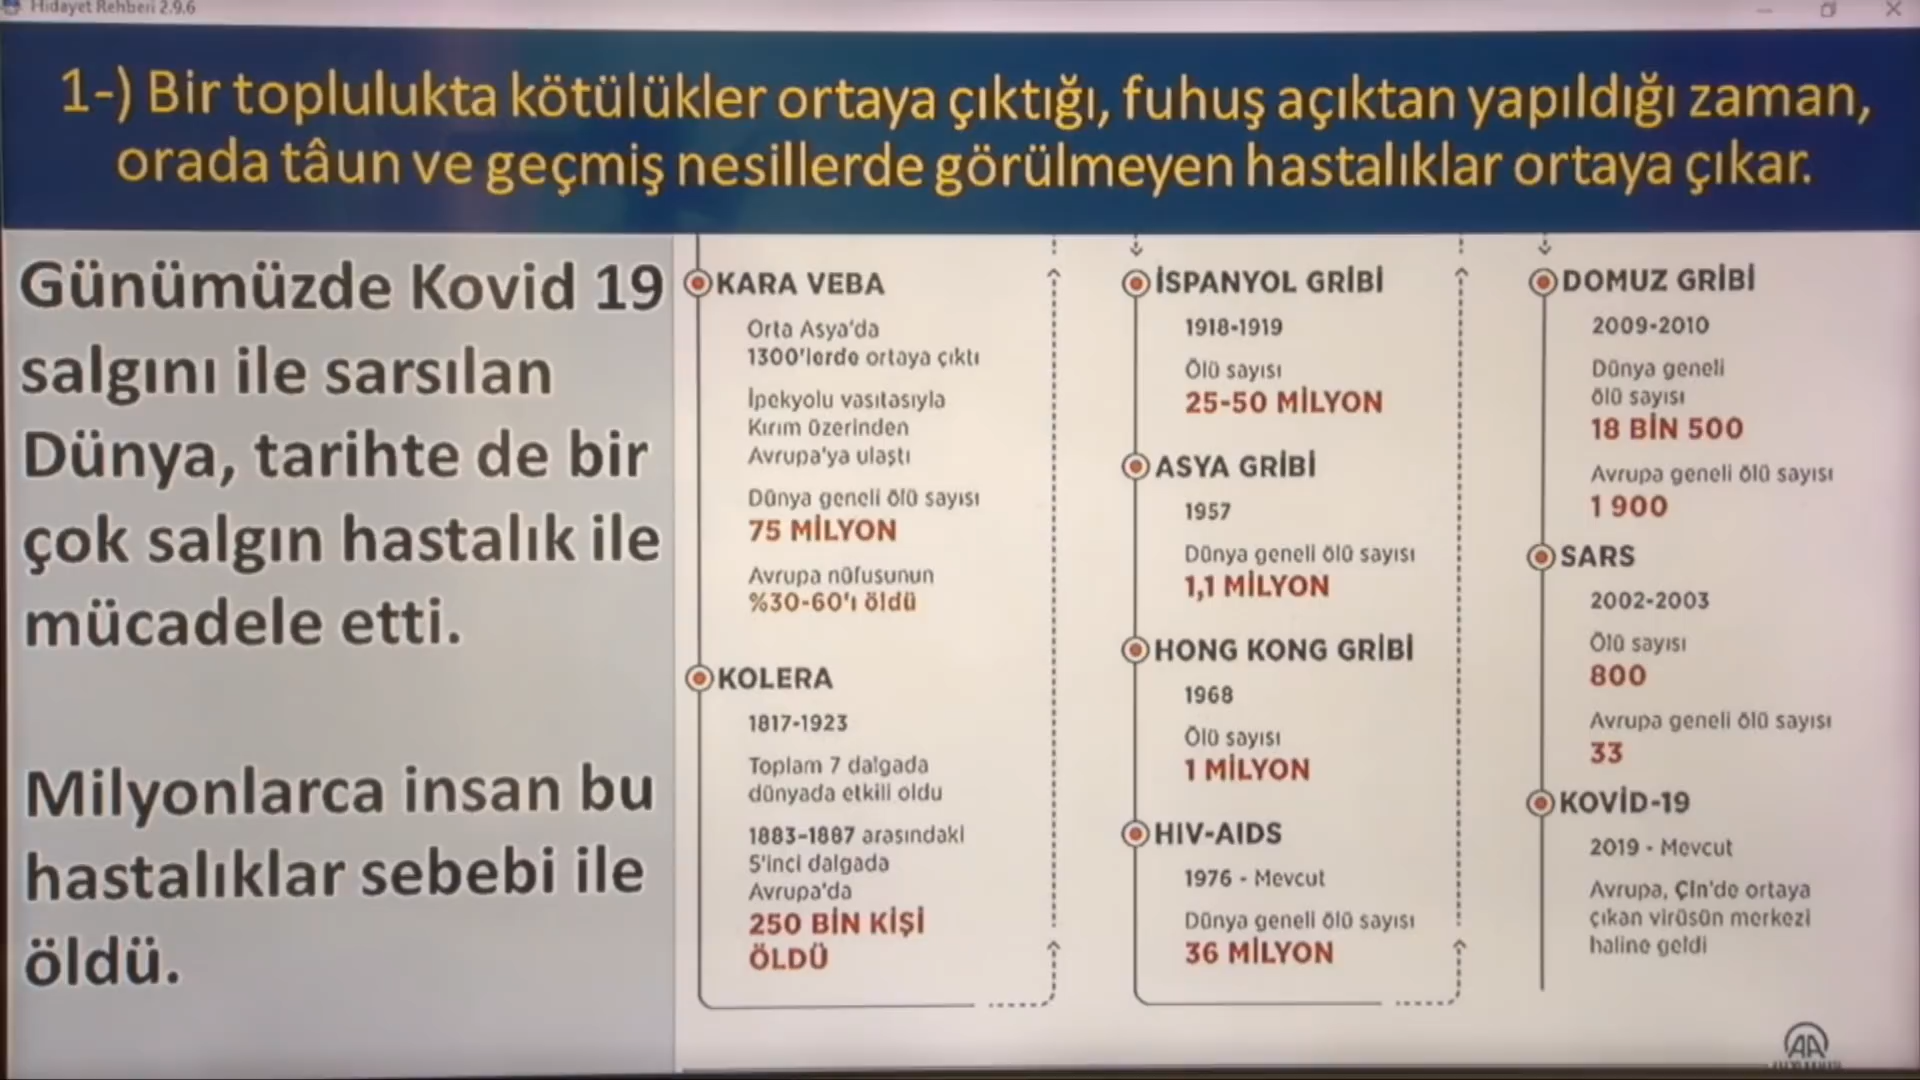 Hidayet Rehberi 2.9.6
1-) Bir toplulukta kötülükler ortaya çıktığı, fuhuş açıktan yapıldığı zaman,
orada tâun ve geçmiş nesillerde görülmeyen hastalıklar ortaya çıkar.
Günümüzde Kovid 19
salgını ile sarsılan
Dünya, tarihte de bir
çok salgın hastalık ile
mücadele etti.
Milyonlarca insan bu
hastalıklar sebebi ile
öldü.
KARA VEBA
Orta Asya'da
1300'lerde ortaya çıktı
İpekyolu vasıtasıyla
Kırım üzerinden
Avrupa'ya ulaştı
Dünya geneli ölü sayısı
75 MİLYON
Avrupa nüfusunun
%30-60'ı öldü
KOLERA
1817-1923
Toplam 7 dalgada
dünyada etkili oldu
1883-1887 arasındaki
5'inci dalgada
Avrupa'da
250 BİN KİŞİ
ÖLDÜ
İSPANYOL GRİBİ
1918-1919
Ölü sayısı
25-50 MİLYON
ASYA GRİBİ
1957
Dünya geneli ölü sayısı
1,1 MİLYON
HONG KONG GRİBİ
1968
Ölü sayısı
1 MİLYON
HIV-AIDS
1976 - Mevcut
Dünya geneli ölü sayısı
36 MİLYON
DOMUZ GRİBİ
2009-2010
Dünya geneli
ölü sayısı
18 BİN 500
Avrupa geneli ölü sayısı
1 900
SARS
2002-2003
Ölü sayısı
800
Avrupa geneli ölü sayısı
33
KOVİD-19
2019 - Mevcut
Avrupa, Çin'de ortaya
çıkan virüsün merkezi
haline geldi
AA